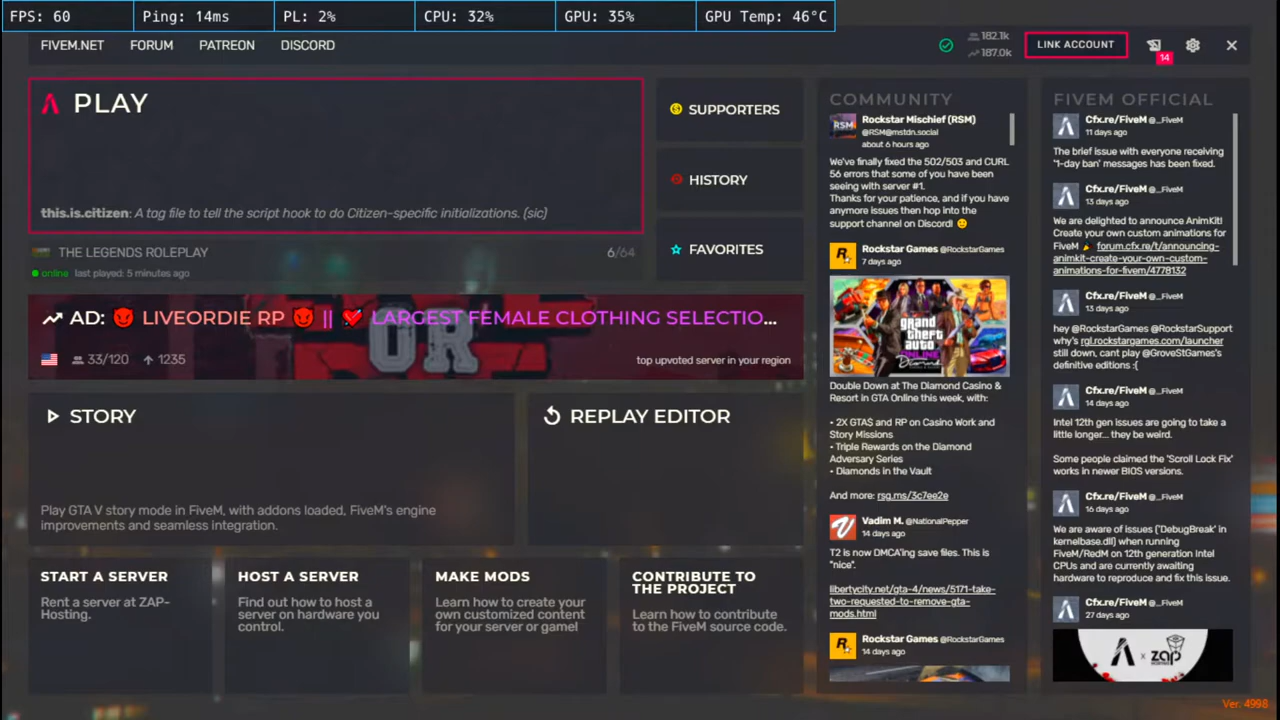 FPS: 60
Ping: 14ms
PL: 2%
CPU: 32%
GPU: 35%
GPU Temp: 46°C
FIVEM.NET
FORUM
PATREON
DISCORD
182.1k
187.0k
LINK ACCOUNT
14
PLAY
this.is.citizen: A tag file to tell the script hook to do Citizen-specific initializations. (sic)
THE LEGENDS ROLEPLAY
6/64
online
last played: 5 minutes ago
SUPPORTERS
HISTORY
FAVORITES
AD: 😈 LIVEORDIE RP 😈 || 💘 LARGEST FEMALE CLOTHING SELECTIO...
OR
33/120
1235
top upvoted server in your region
STORY
Play GTA V story mode in FiveM, with addons loaded, FiveM's engine
improvements and seamless integration.
REPLAY EDITOR
START A SERVER
Rent a server at ZAP-
Hosting.
HOST A SERVER
Find out how to host a
server on hardware you
control.
MAKE MODS
Learn how to create your
own customized content
for your server or game!
CONTRIBUTE TO
THE PROJECT
Learn how to contribute
to the FiveM source code.
COMMUNITY
RSM
Rockstar Mischief (RSM)
@RSM@mstdn.social
about 6 hours ago
We've finally fixed the 502/503 and CURL
56 errors that some of you have been
seeing with server #1.
Thanks for your patience, and if you have
anymore issues then hop into the
support channel on Discord! 🙂
Rockstar Games @RockstarGames
7 days ago
grand
theft
auto
ONLINE
Diamond
Double Down at The Diamond Casino &
Resort in GTA Online this week, with:
• 2X GTA$ and RP on Casino Work and
Story Missions
• Triple Rewards on the Diamond
Adversary Series
• Diamonds in the Vault
And more: rsg.ms/3c7ee2e
Vadim M. @NationalPepper
14 days ago
T2 is now DMCA'ing save files. This is
"nice".
libertycity.net/gta-4/news/5171-take-
two-requested-to-remove-gta-
mods.html
Rockstar Games @RockstarGames
14 days ago
FIVEM OFFICIAL
Cfx.re/FiveM @_FiveM
11 days ago
The brief issue with everyone receiving
'1-day ban' messages has been fixed.
Cfx.re/FiveM @_FiveM
13 days ago
We are delighted to announce AnimKit!
Create your own custom animations for
FiveM 🎉 forum.cfx.re/t/announcing-
animkit-create-your-own-custom-
animations-for-fivem/4778132
Cfx.re/FiveM @_FiveM
13 days ago
hey @RockstarGames @RockstarSupport
why's rgl.rockstargames.com/launcher
still down, cant play @GroveStGames's
definitive editions :(
Cfx.re/FiveM @_FiveM
14 days ago
Intel 12th gen issues are going to take a
little longer... they be weird.
Some people claimed the 'Scroll Lock Fix'
works in newer BIOS versions.
Cfx.re/FiveM @_FiveM
16 days ago
We are aware of issues ('DebugBreak' in
kernelbase.dll) when running
FiveM/RedM on 12th generation Intel
CPUs and are currently awaiting
hardware to reproduce and fix this issue.
Cfx.re/FiveM @_FiveM
27 days ago
x ZAP
Ver. 4998